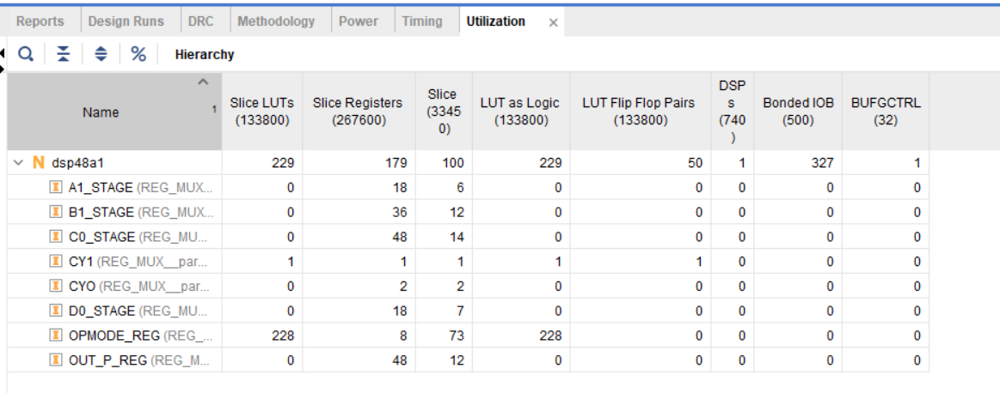 Reports Design Runs DRC Methodology Power Timing Utilization ×
% Hierarchy
Name 1 Slice LUTs (133800) Slice Registers (267600) Slice (3345 0) LUT as Logic (133800) LUT Flip Flop Pairs (133800) DSP s (740 ) Bonded IOB (500) BUFGCTRL (32)
N dsp48a1 229 179 100 229 50 1 327 1
I A1_STAGE (REG_MUX... 0 18 6 0 0 0 0 0
I B1_STAGE (REG_MUX... 0 36 12 0 0 0 0 0
I C0_STAGE (REG_MU... 0 48 14 0 0 0 0 0
I CY1 (REG_MUX__par... 1 1 1 1 1 0 0 0
I CYO (REG_MUX__par... 0 2 2 0 0 0 0 0
I D0_STAGE (REG_MU... 0 18 7 0 0 0 0 0
I OPMODE_REG (REG_... 228 8 73 228 0 0 0 0
I OUT_P_REG (REG_M... 0 48 12 0 0 0 0 0